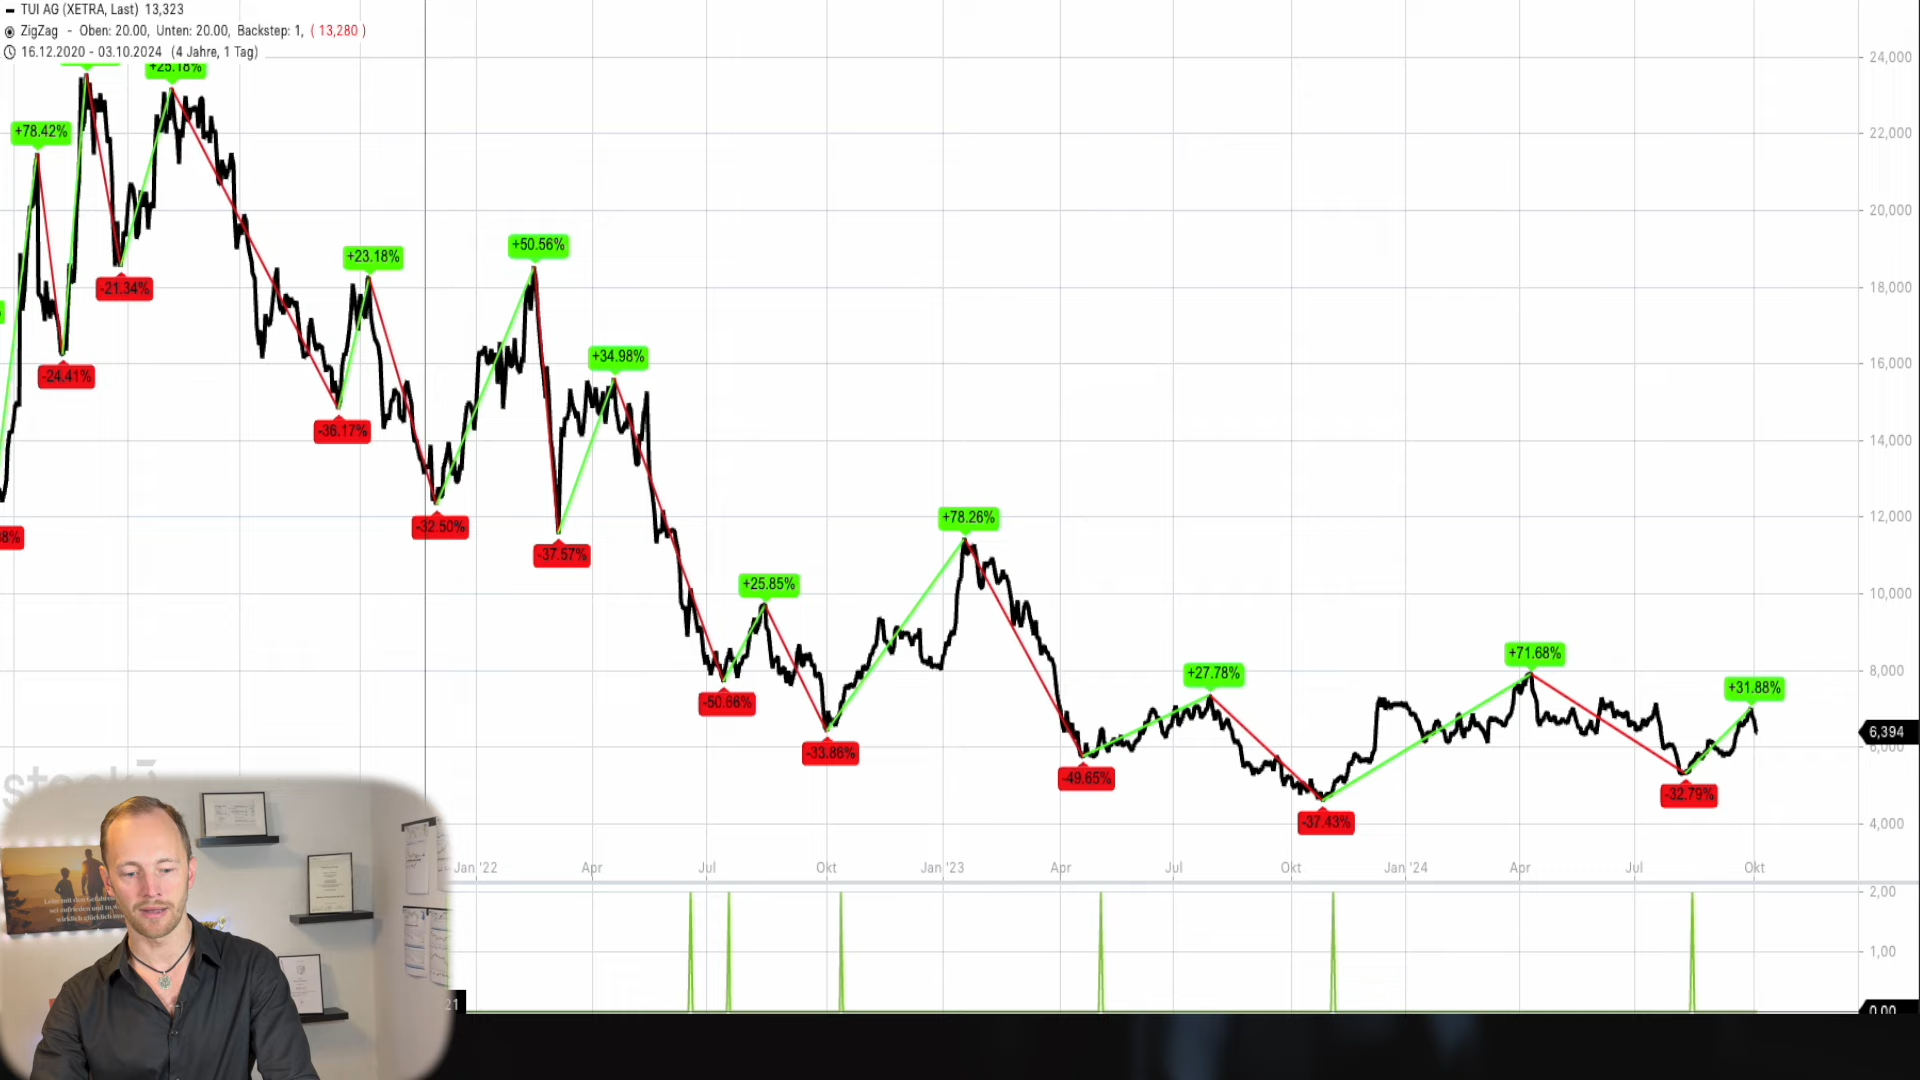 TUI AG (XETRA, Last) 13,323
ZigZag - Oben: 20.00, Unten: 20.00, Backstep: 1, ( 13,280 )
16.12.2020 - 03.10.2024 (4 Jahre, 1 Tag)
24,000
+25.18%
+78.42%
22,000
20,000
+50.56%
+23.18%
-21.34%
18,000
+34.98%
16,000
-24.41%
-36.17%
14,000
+78.26%
12,000
-32.50%
8%
-37.57%
+25.85%
10,000
+71.68%
8,000
+27.78%
+31.88%
-50.66%
6,394
6,000
-33.86%
-49.65%
-32.79%
-37.43%
4,000
Jan '22
Apr
Jul
Okt
Jan '23
Apr
Jul
Okt
Jan '24
Apr
Jul
Okt
2,00
1,00
21
0,00